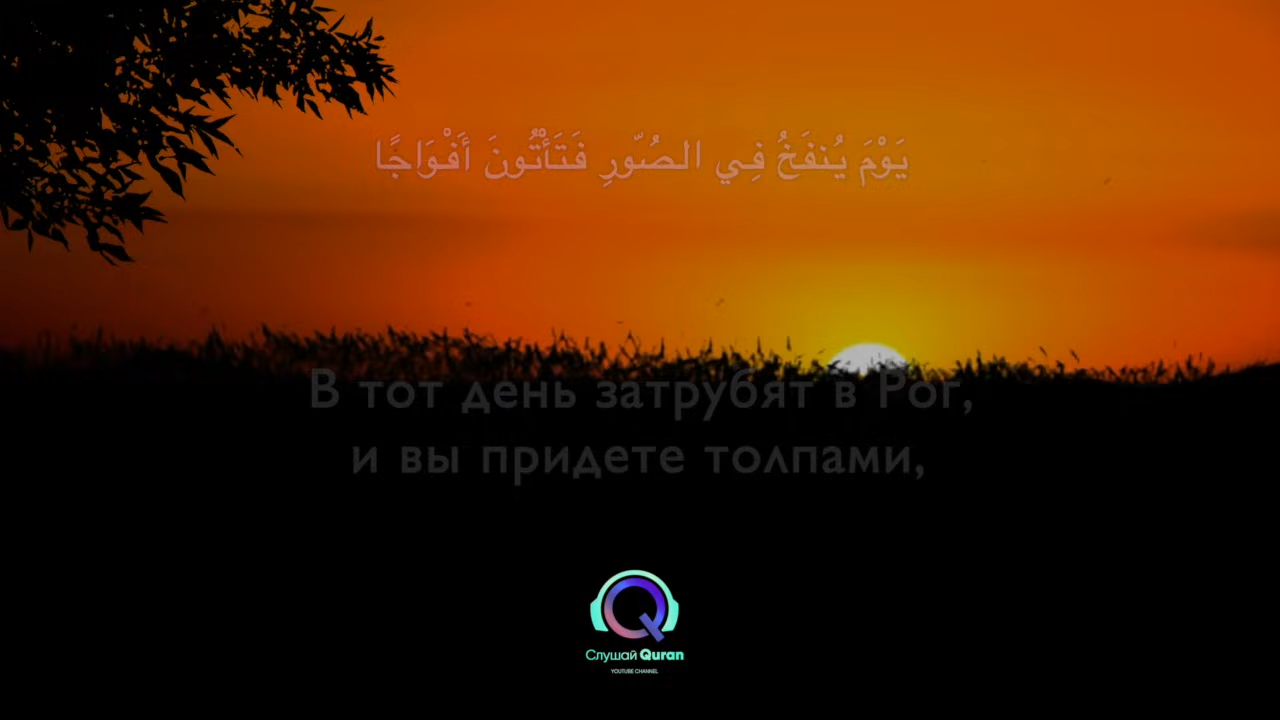 يَوْمَ يُنفَخُ فِي الصُّورِ فَتَأْتُونَ أَفْوَاجًا
В тот день затрубят в Рог,
и вы придете толпами,
Слушай Quran
YOUTUBE CHANNEL